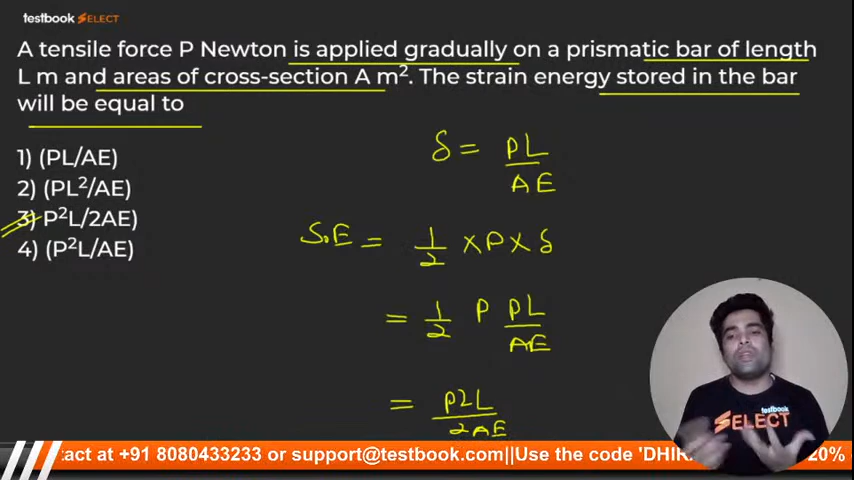 testbook SELECT
A tensile force P Newton is applied gradually on a prismatic bar of length
L m and areas of cross-section A m². The strain energy stored in the bar
will be equal to
1) (PL/AE)
2) (PL²/AE)
3) P²L/2AE)
4) (P²L/AE)
δ = PL/AE
S.E = 1/2 × P × δ
= 1/2 P PL/AE
= P2L/2AE
testbook
SELECT
act at +91 8080433233 or support@testbook.com||Use the code 'DHIR 20%